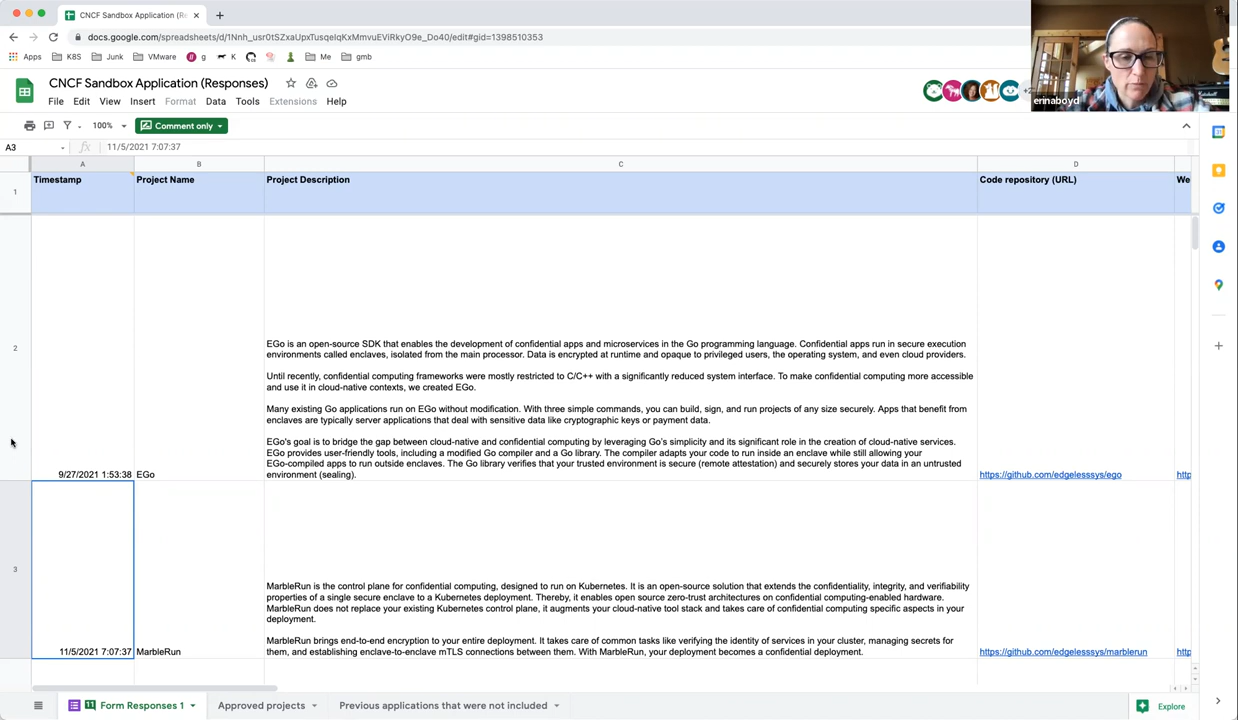 CNCF Sandbox Application (Re
docs.google.com/spreadsheets/d/1Nnh_usr0tSZxaUpxTusqeIqKxMmvuEViRkyO9e_Do40/edit#gid=1398510353
Apps K8S Junk VMware g K Me gmb
erinaboyd
CNCF Sandbox Application (Responses)
File Edit View Insert Format Data Tools Extensions Help
100% Comment only
A3 fx 11/5/2021 7:07:37
A B C D
1 Timestamp Project Name Project Description Code repository (URL) We
EGo is an open-source SDK that enables the development of confidential apps and microservices in the Go programming language. Confidential apps run in secure execution
environments called enclaves, isolated from the main processor. Data is encrypted at runtime and opaque to privileged users, the operating system, and even cloud providers.
Until recently, confidential computing frameworks were mostly restricted to C/C++ with a significantly reduced system interface. To make confidential computing more accessible
and use it in cloud-native contexts, we created EGo.
Many existing Go applications run on EGo without modification. With three simple commands, you can build, sign, and run projects of any size securely. Apps that benefit from
enclaves are typically server applications that deal with sensitive data like cryptographic keys or payment data.
EGo's goal is to bridge the gap between cloud-native and confidential computing by leveraging Go's simplicity and its significant role in the creation of cloud-native services.
EGo provides user-friendly tools, including a modified Go compiler and a Go library. The compiler adapts your code to run inside an enclave while still allowing your
EGo-compiled apps to run outside enclaves. The Go library verifies that your trusted environment is secure (remote attestation) and securely stores your data in an untrusted
environment (sealing).
2 9/27/2021 1:53:38 EGo https://github.com/edgelesssys/ego http
MarbleRun is the control plane for confidential computing, designed to run on Kubernetes. It is an open-source solution that extends the confidentiality, integrity, and verifiability
properties of a single secure enclave to a Kubernetes deployment. Thereby, it enables open source zero-trust architectures on confidential computing-enabled hardware.
MarbleRun does not replace your existing Kubernetes control plane, it augments your cloud-native tool stack and takes care of confidential computing specific aspects in your
deployment.
MarbleRun brings end-to-end encryption to your entire deployment. It takes care of common tasks like verifying the identity of services in your cluster, managing secrets for
them, and establishing enclave-to-enclave mTLS connections between them. With MarbleRun, your deployment becomes a confidential deployment.
3 11/5/2021 7:07:37 MarbleRun https://github.com/edgelesssys/marblerun http
11 Form Responses 1 Approved projects Previous applications that were not included Explore